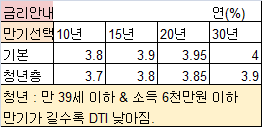 금리안내 연(%)
만기선택 10년 15년 20년 30년
기본 3.8 3.9 3.95 4
청년층 3.7 3.8 3.85 3.9
청년 : 만 39세 이하 & 소득 6천만원 이하
만기가 길수록 DTI 낮아짐.